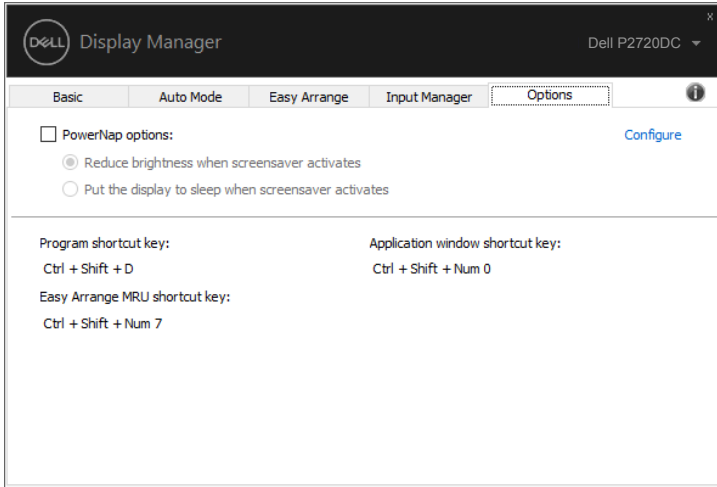 x
DELL Display Manager
Dell P2720DC
Basic Auto Mode Easy Arrange Input Manager Options
PowerNap options: Configure
Reduce brightness when screensaver activates
Put the display to sleep when screensaver activates
Program shortcut key: Application window shortcut key:
Ctrl + Shift + D Ctrl + Shift + Num 0
Easy Arrange MRU shortcut key:
Ctrl + Shift + Num 7